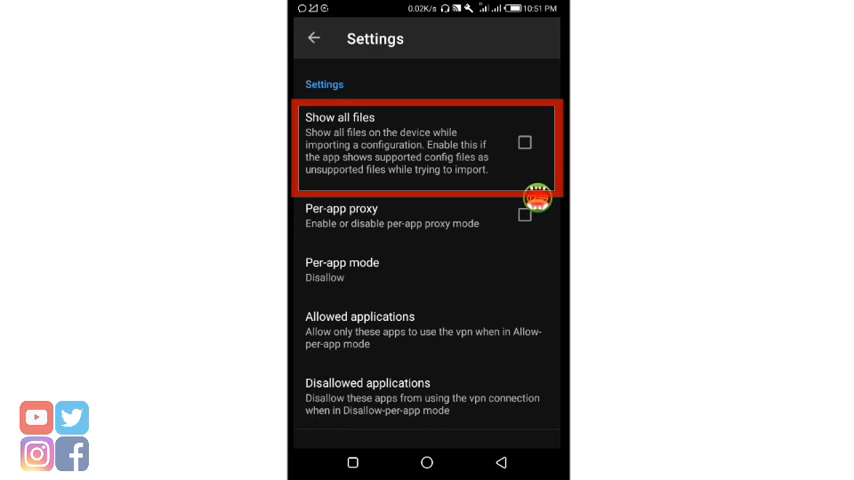 0.02K/s 10:51 PM
Settings
Settings
Show all files
Show all files on the device while
importing a configuration. Enable this if
the app shows supported config files as
unsupported files while trying to import.
Per-app proxy
Enable or disable per-app proxy mode
Per-app mode
Disallow
Allowed applications
Allow only these apps to use the vpn when in Allow-
per-app mode
Disallowed applications
Disallow these apps from using the vpn connection
when in Disallow-per-app mode